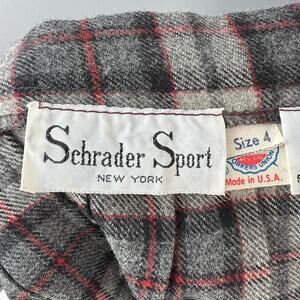 Schrader Sport
NEW YORK
Size 4
Made in U.S.A.